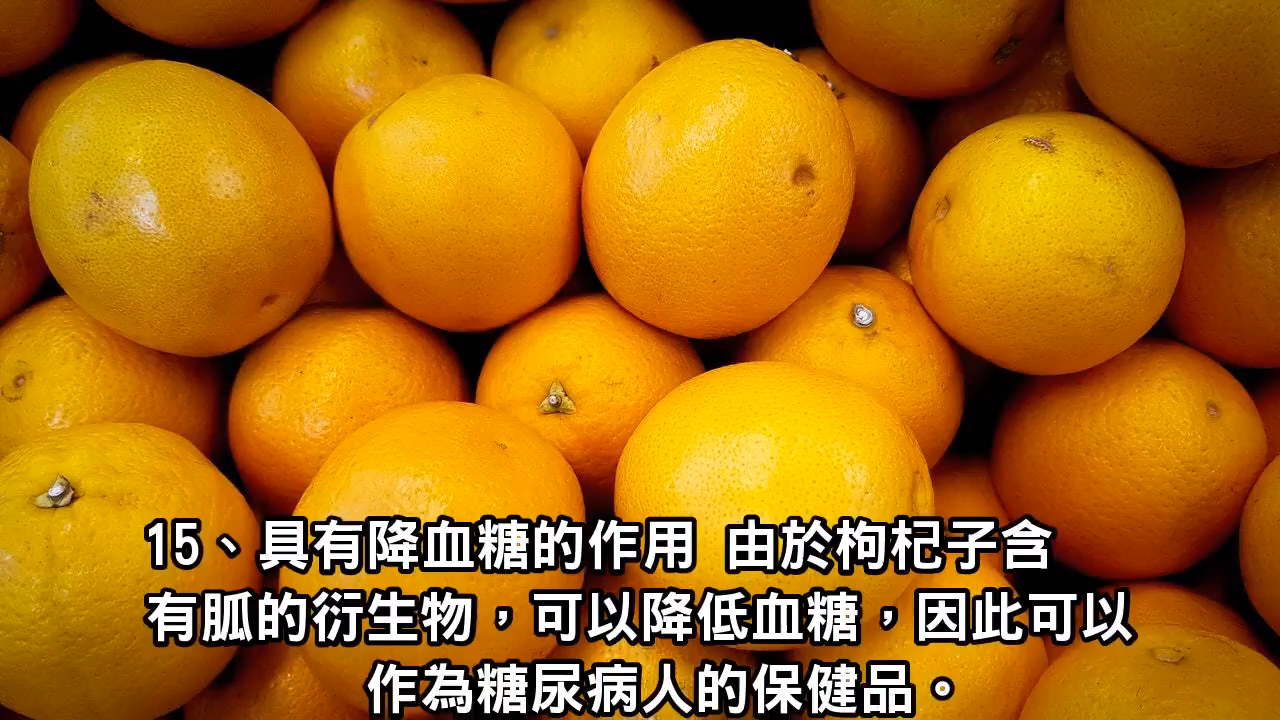 15、具有降血糖的作用 由於枸杞子含
有胍的衍生物，可以降低血糖，因此可以
作為糖尿病人的保健品。